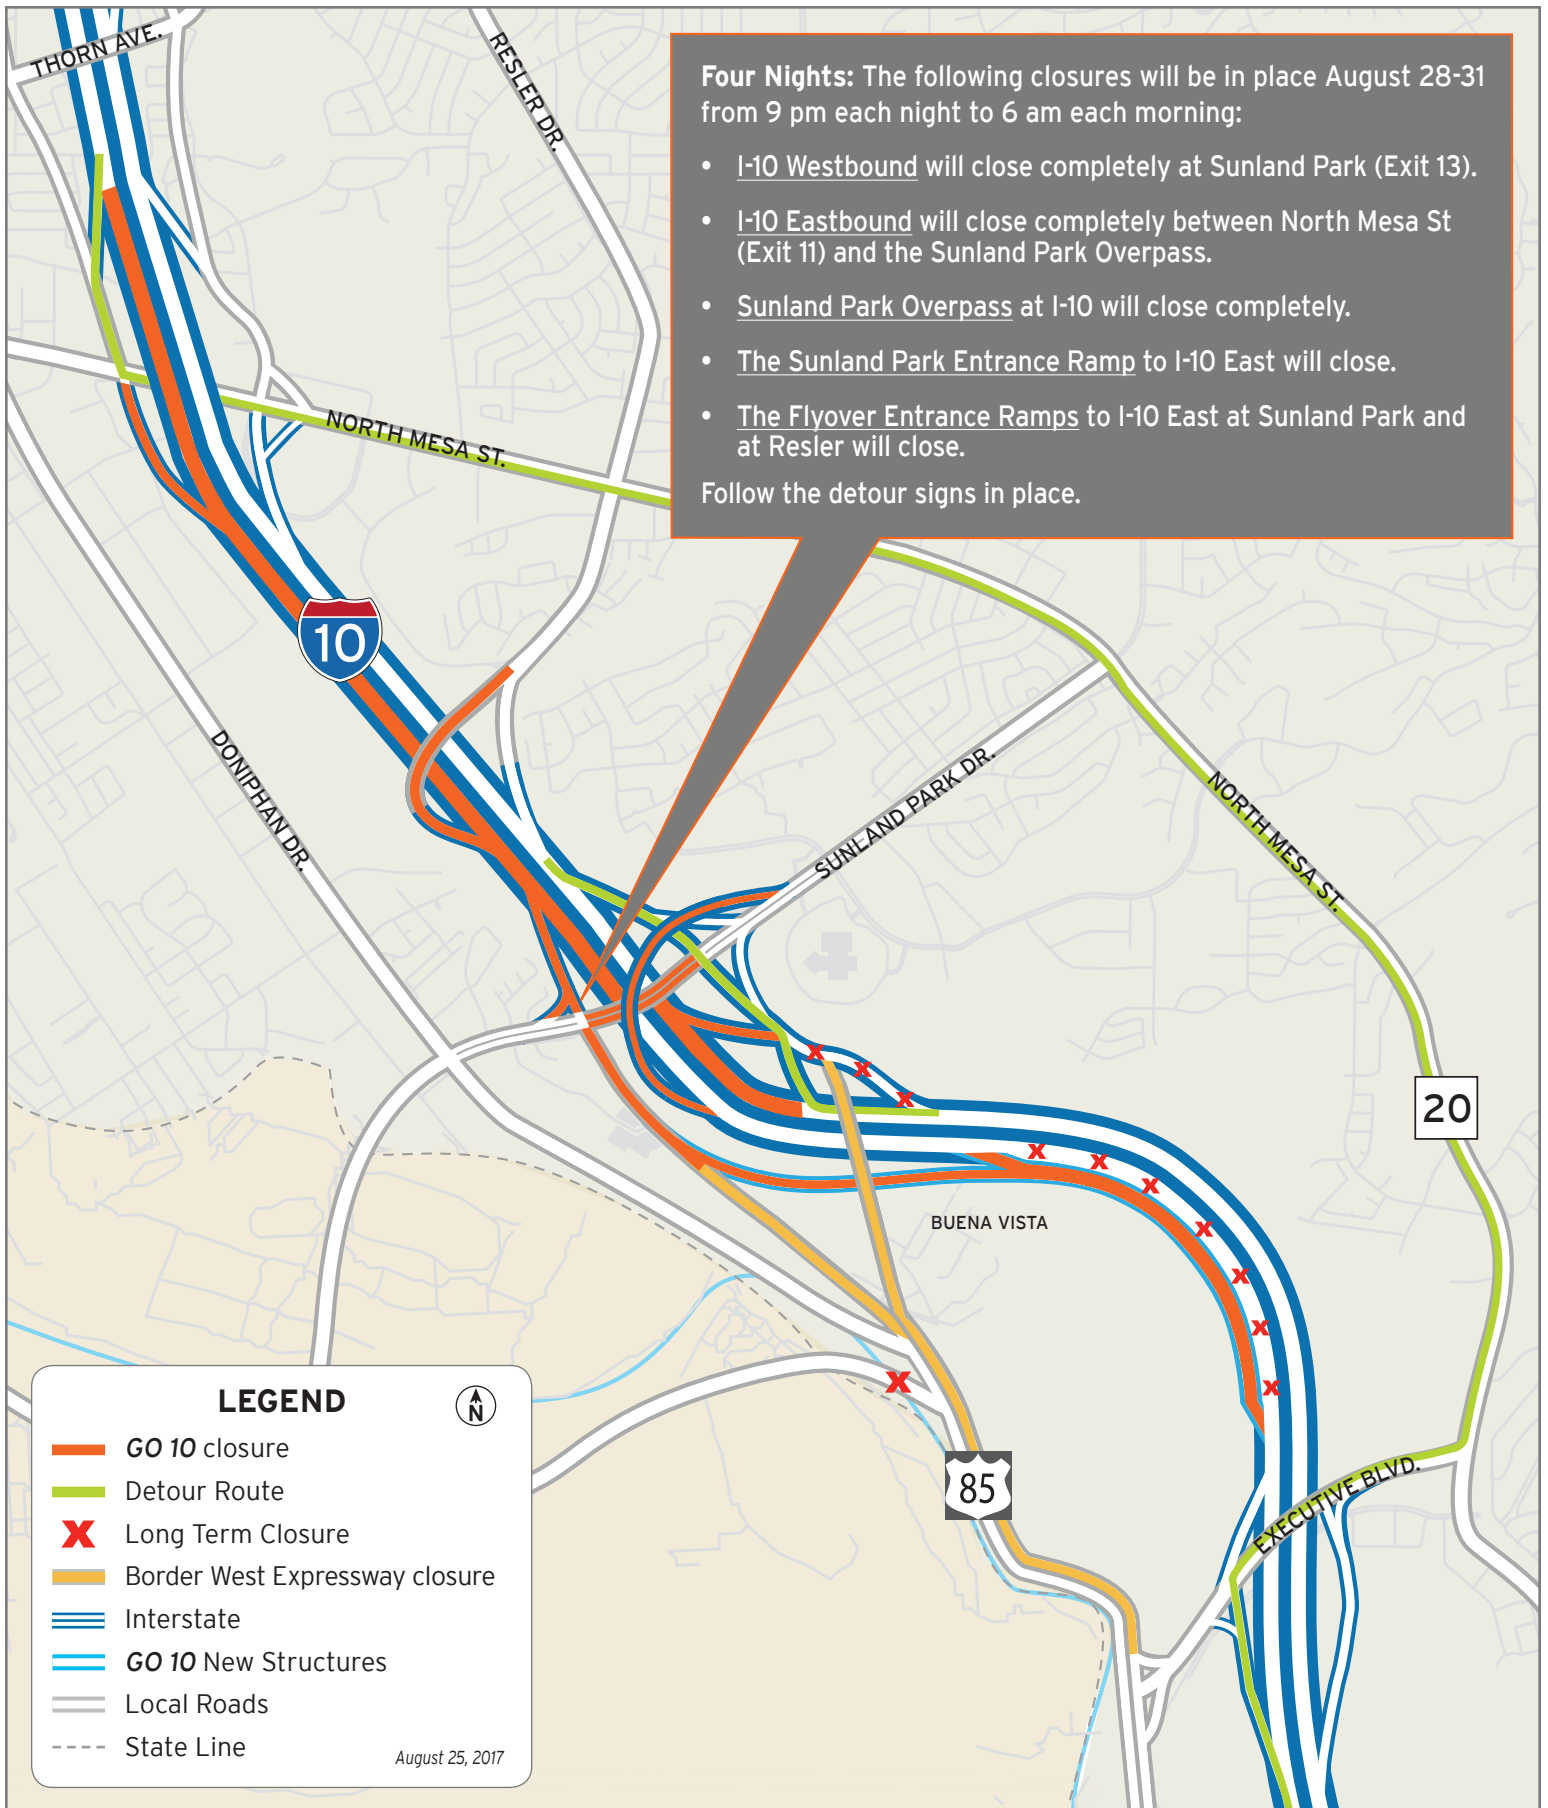 THORN AVE.
RESLER DR.
Four Nights: The following closures will be in place August 28-31
from 9 pm each night to 6 am each morning:
• I-10 Westbound will close completely at Sunland Park (Exit 13).
• I-10 Eastbound will close completely between North Mesa St
(Exit 11) and the Sunland Park Overpass.
• Sunland Park Overpass at I-10 will close completely.
• The Sunland Park Entrance Ramp to I-10 East will close.
• The Flyover Entrance Ramps to I-10 East at Sunland Park and
at Resler will close.
Follow the detour signs in place.
NORTH MESA ST.
10
DONIPHAN DR.
SUNLAND PARK DR.
NORTH MESA ST.
20
BUENA VISTA
85
EXECUTIVE BLVD.
LEGEND
N
GO 10 closure
Detour Route
Long Term Closure
Border West Expressway closure
Interstate
GO 10 New Structures
Local Roads
State Line
August 25, 2017